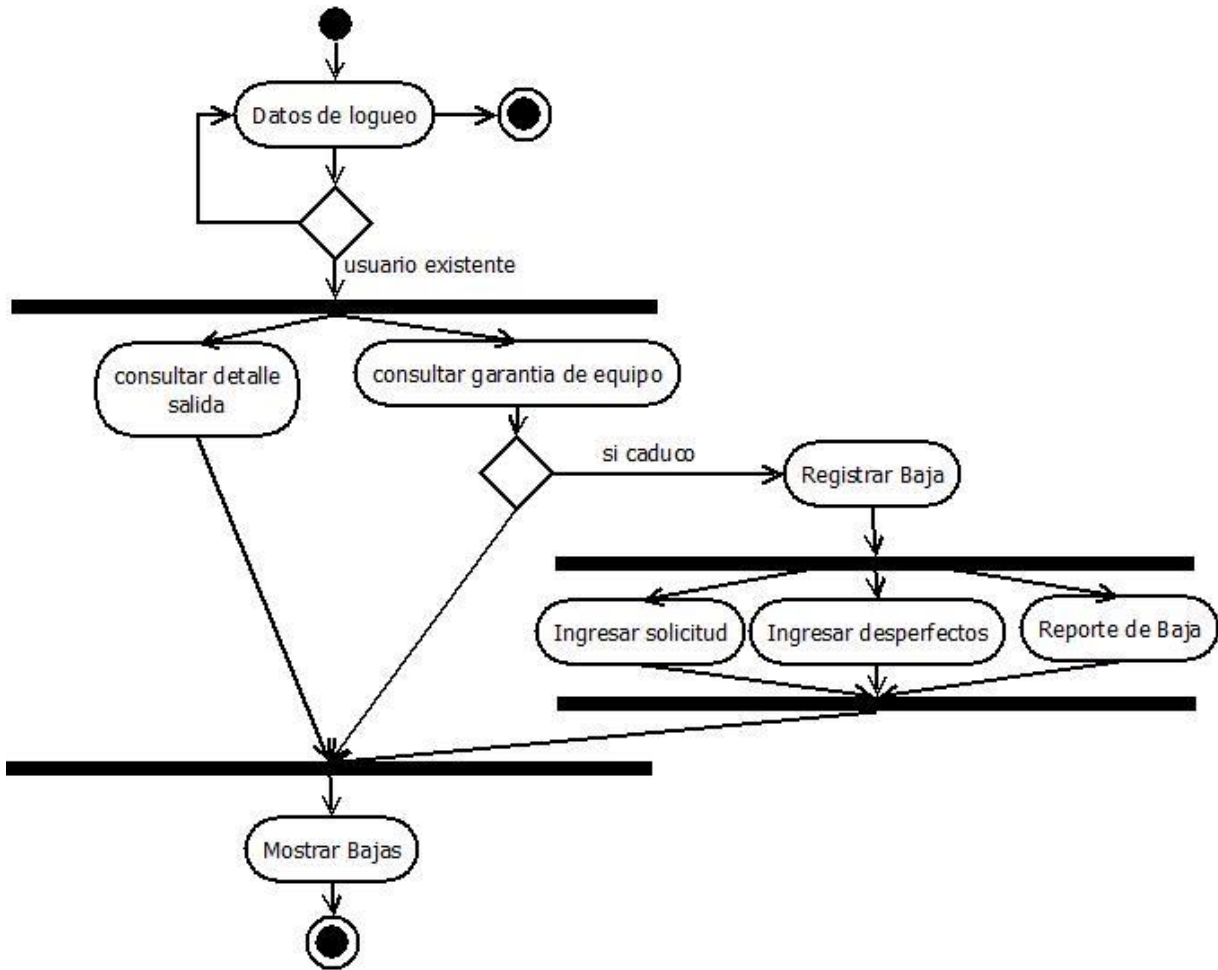 Datos de logueo
usuario existente
consultar detalle
salida
consultar garantia de equipo
si caduco
Registrar Baja
Ingresar solicitud
Ingresar desperfectos
Reporte de Baja
Mostrar Bajas